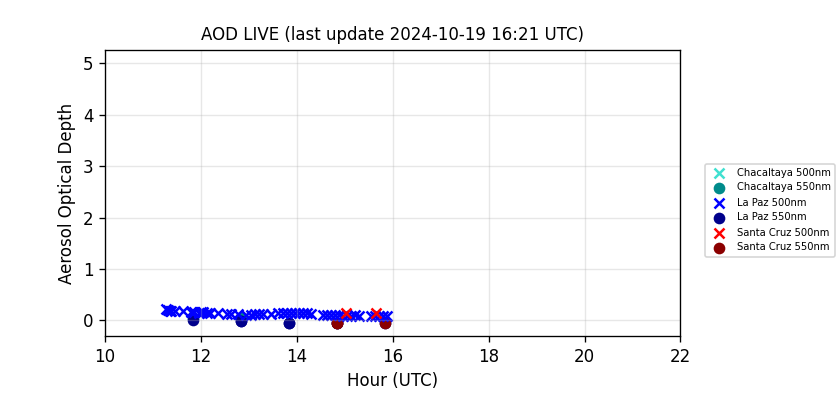 AOD LIVE (last update 2024-10-19 16:21 UTC)
Aerosol Optical Depth
5
4
3
2
1
0
10 12 14 16 18 20 22
Hour (UTC)
Chacaltaya 500nm
Chacaltaya 550nm
La Paz 500nm
La Paz 550nm
Santa Cruz 500nm
Santa Cruz 550nm